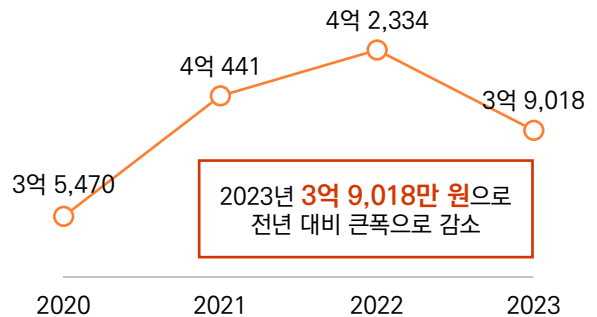 4억 2,334
4억 441
3억 9,018
3억 5,470
2023년 3억 9,018만 원으로
전년 대비 큰폭으로 감소
2020
2021
2022
2023